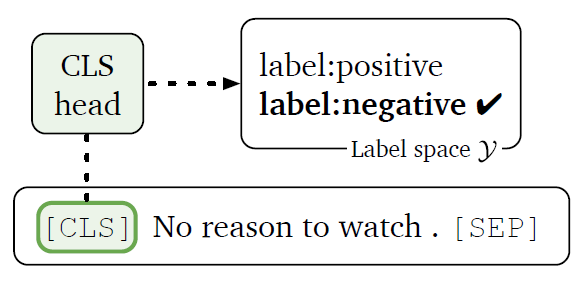 CLS
head
label:positive
label:negative ✔
Label space 𝒴
[CLS] No reason to watch . [SEP]